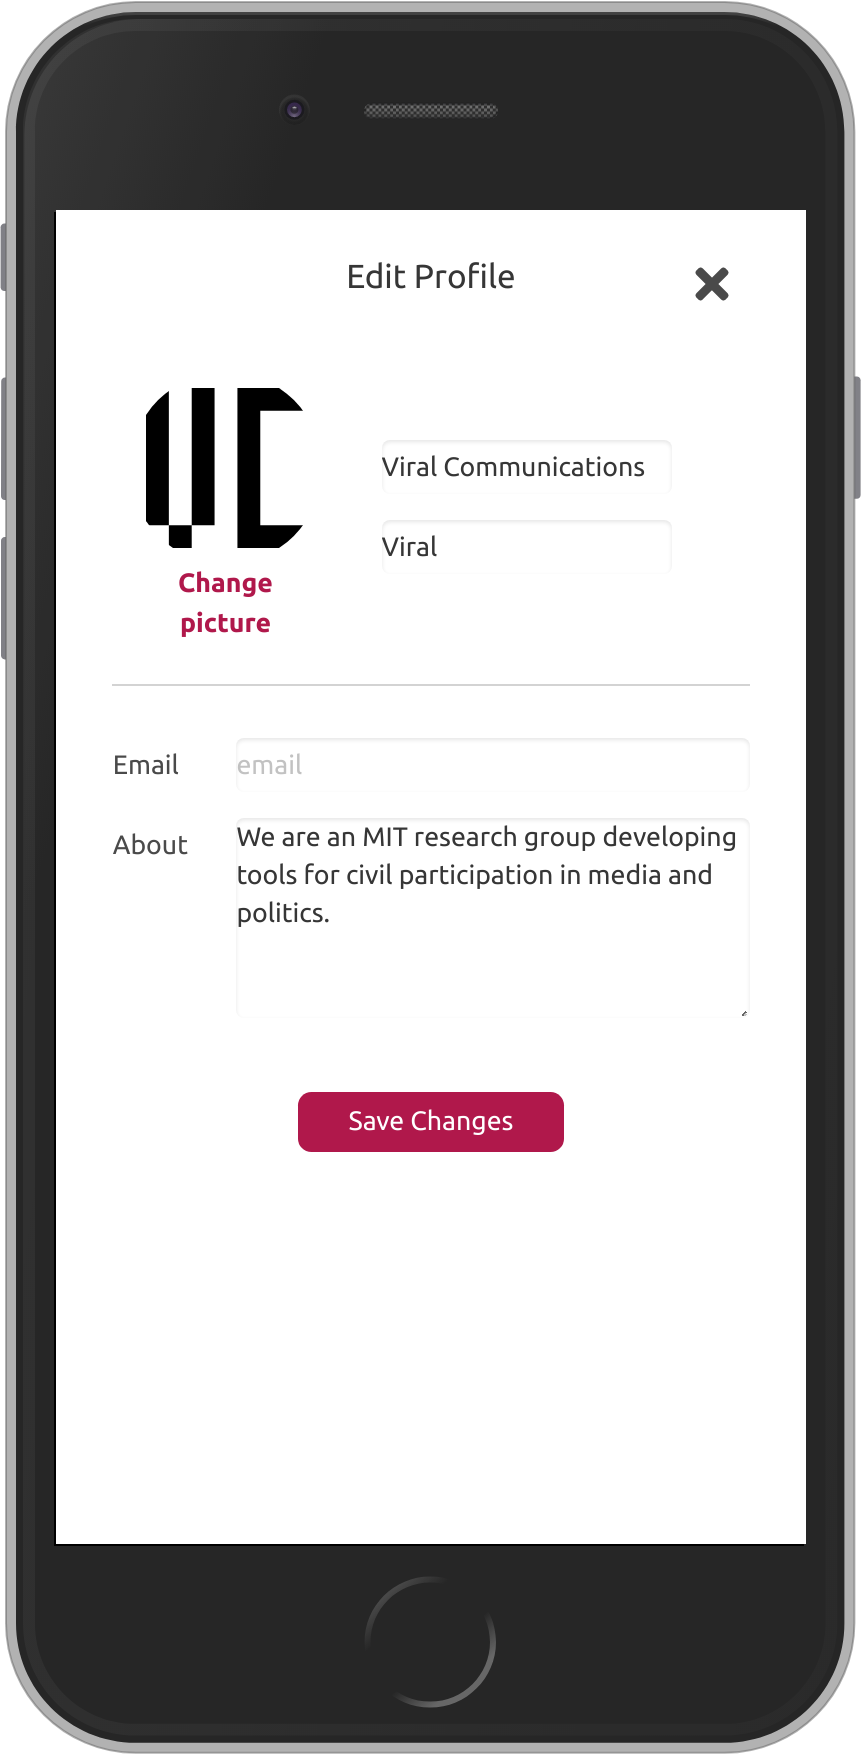 Edit Profile
VC
Viral Communications
Viral
Change
picture
Email
email
About
We are an MIT research group developing
tools for civil participation in media and
politics.
Save Changes